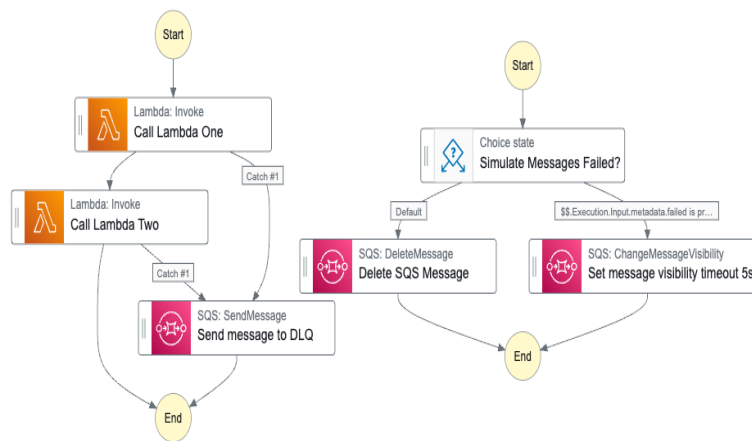 Start
Lambda: Invoke
Call Lambda One
Catch #1
Lambda: Invoke
Call Lambda Two
Catch #1
SQS: SendMessage
Send message to DLQ
End
Start
Choice state
Simulate Messages Failed?
Default
$$.Execution.Input.metadata.failed is pr...
SQS: DeleteMessage
Delete SQS Message
SQS: ChangeMessageVisibility
Set message visibility timeout 5s
End